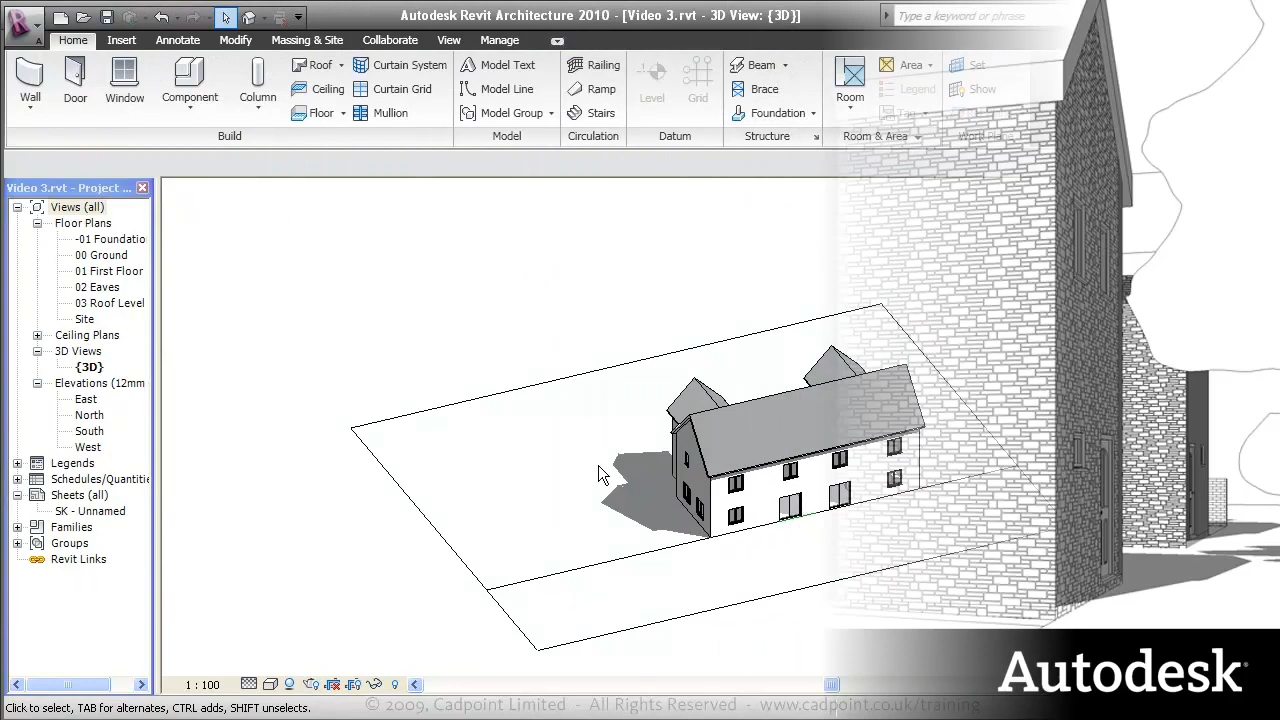 Autodesk Revit Architecture 2010 - [Video 3.rvt - 3D View: {3D}]
Type a keyword or phrase
Home Insert Annotate Modify Massing & Site Collaborate View Manage
Wall Door Window Component Column Roof Curtain System Model Text Railing Level Grid Beam Room Area Set
Ceiling Curtain Grid Model Lin Ramp Brace Legend Show
Floor Mullion Model Group Stairs Foundation Tag
Build Model Circulation Datum Structure Room & Area Work Plane
Video 3.rvt - Project ...
Views (all)
Floor Plans
-01 Foundatio
00 Ground
01 First Floor
02 Eaves
03 Roof Level
Site
Ceiling Plans
3D Views
{3D}
Elevations (12mm
East
North
South
West
Legends
Schedules/Quantitie
Sheets (all)
SK - Unnamed
Families
Groups
Revit Links
1 : 100
Autodesk
Click to select, TAB for alternates, CTRL adds, SHIFT unselects
© 2009, Cadpoint Limited - All Rights Reserved - www.cadpoint.co.uk/training